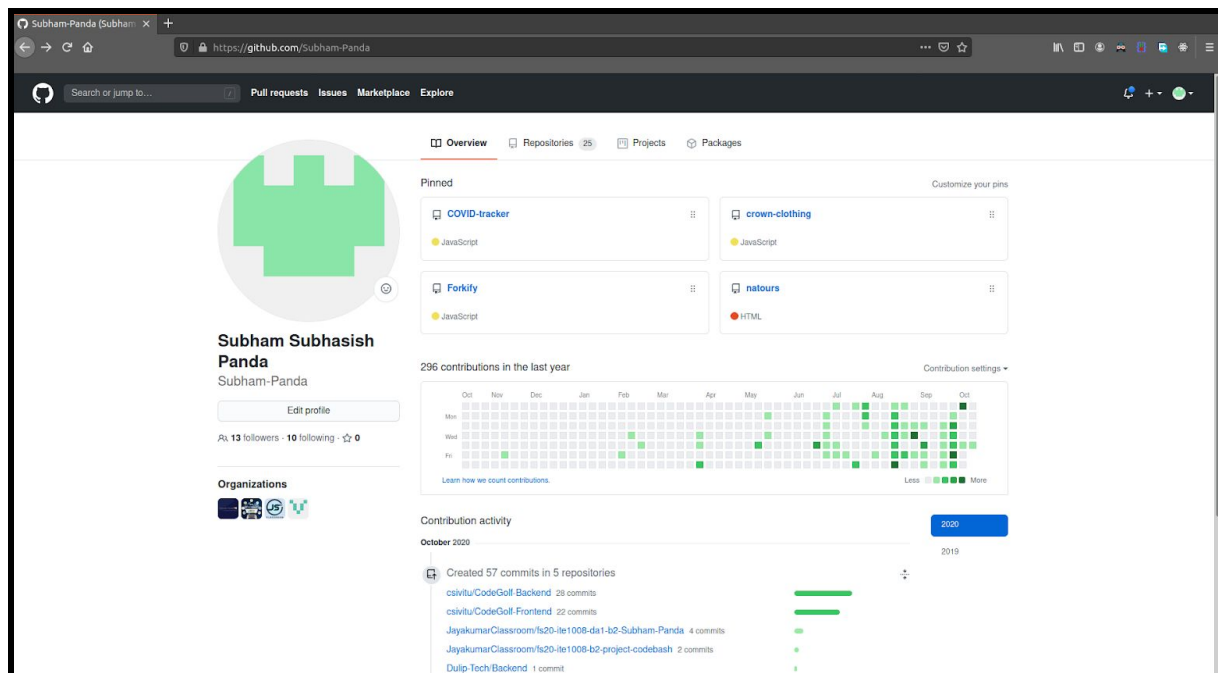 Subham-Panda (Subham
https://github.com/Subham-Panda
Search or jump to...
/
Pull requests Issues Marketplace Explore
Overview Repositories 25 Projects Packages
Pinned
Customize your pins
COVID-tracker
JavaScript
crown-clothing
JavaScript
Forkify
JavaScript
natours
HTML
Subham Subhasish
Panda
Subham-Panda
Edit profile
13 followers · 10 following · 0
Organizations
JS
296 contributions in the last year
Contribution settings
Oct Nov Dec Jan Feb Mar Apr May Jun Jul Aug Sep Oct
Mon
Wed
Fri
Learn how we count contributions.
Less More
Contribution activity
2020
2019
October 2020
Created 57 commits in 5 repositories
csivitu/CodeGolf-Backend 28 commits
csivitu/CodeGolf-Frontend 22 commits
JayakumarClassroom/fs20-ite1008-da1-b2-Subham-Panda 4 commits
JayakumarClassroom/fs20-ite1008-b2-project-codebash 2 commits
Dulip-Tech/Backend 1 commit